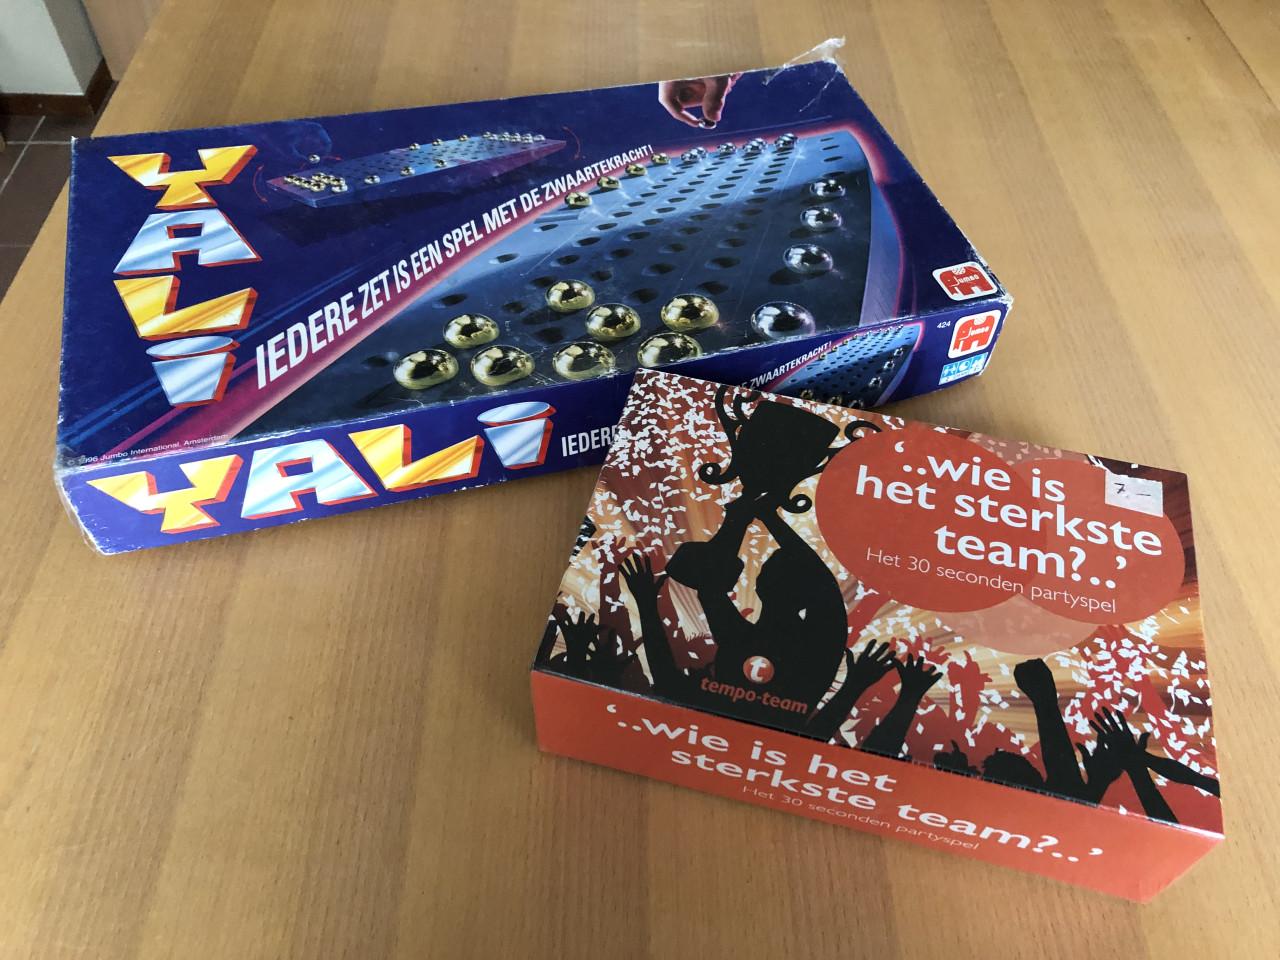 YALI
IEDERE ZET IS EEN SPEL MET DE ZWAARTEKRACHT!
Jumbo
1996 Jumbo International, Amsterdam
YALI
IEDERE
ZWAARTEKRACHT!
424
Jumbo
'..wie is
het sterkste
team?..'
Het 30 seconden partyspel
7,-
t
tempo-team
'..wie is het
sterkste team?..'
Het 30 seconden partyspel